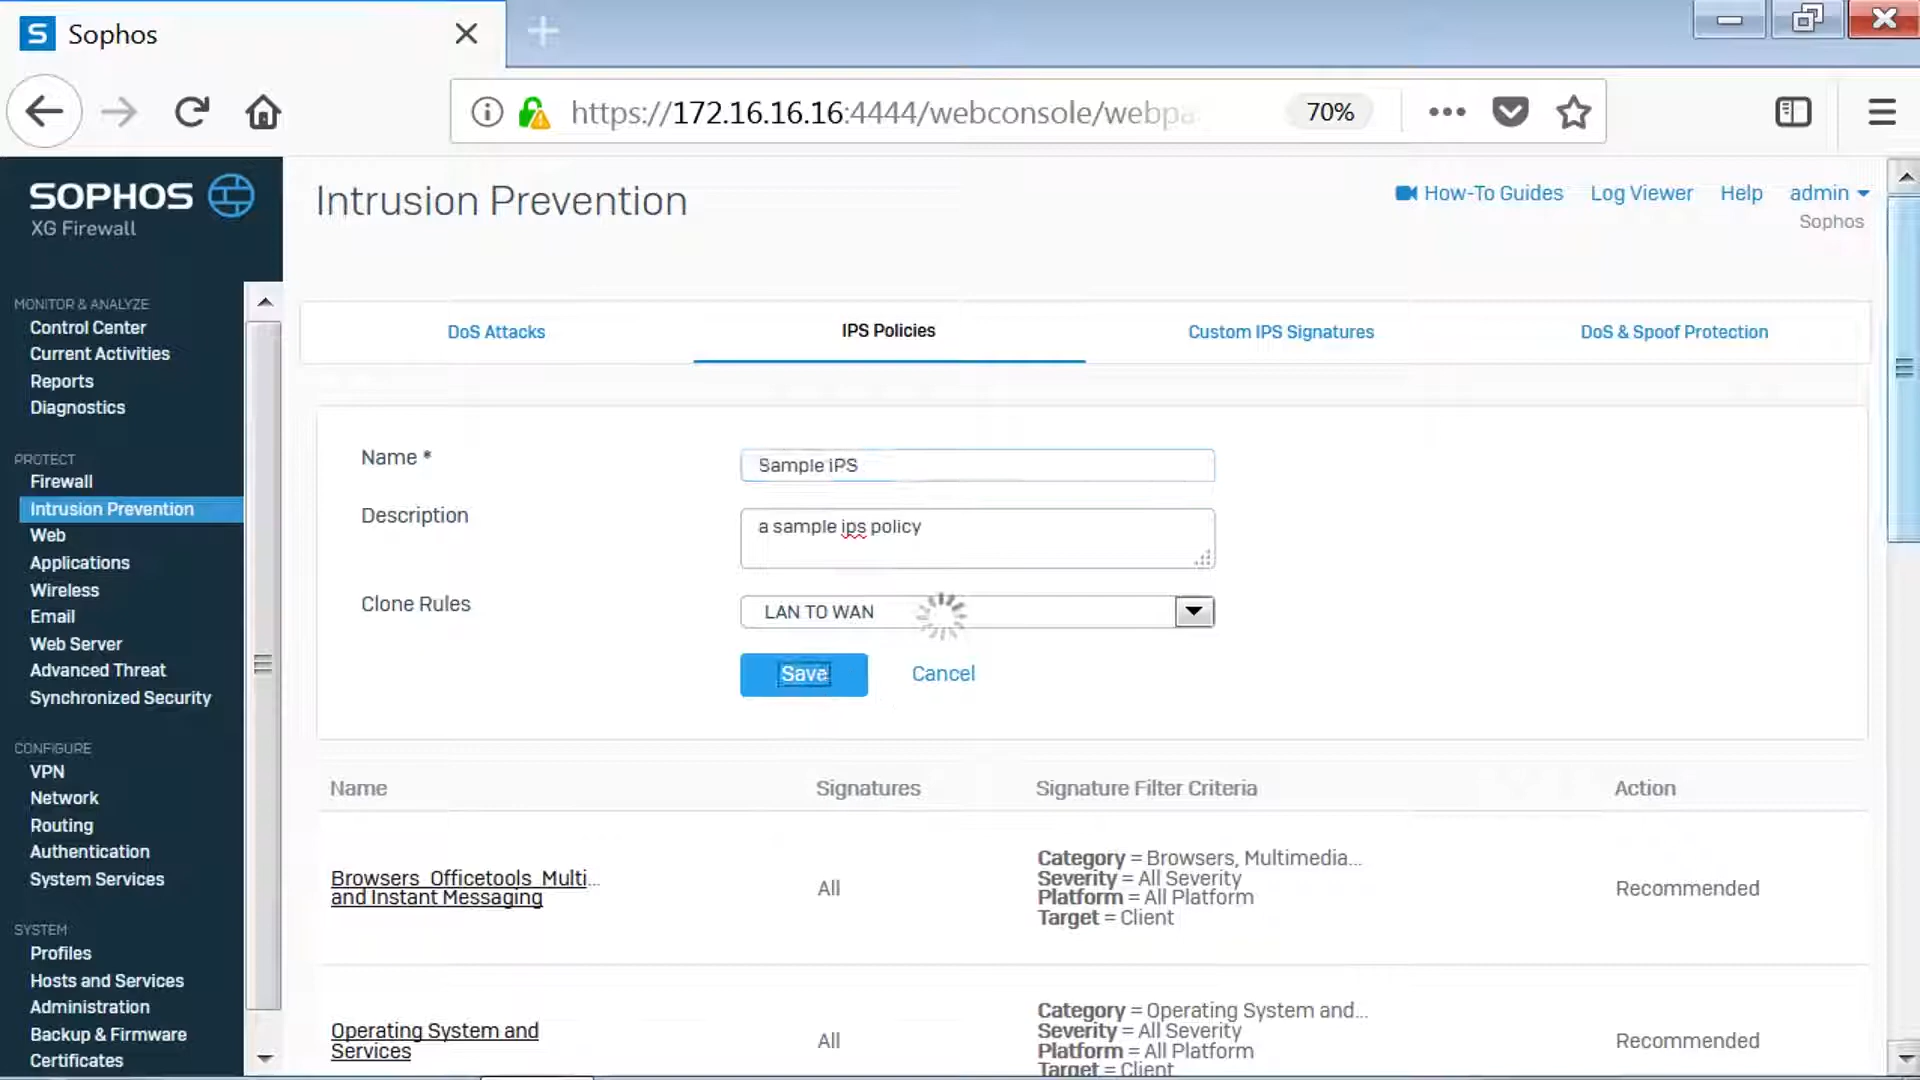 Sophos
https://172.16.16.16:4444/webconsole/webpa
70%
SOPHOS
XG Firewall
Intrusion Prevention
How-To Guides
Log Viewer
Help
admin
Sophos
MONITOR & ANALYZE
Control Center
Current Activities
Reports
Diagnostics
PROTECT
Firewall
Intrusion Prevention
Web
Applications
Wireless
Email
Web Server
Advanced Threat
Synchronized Security
CONFIGURE
VPN
Network
Routing
Authentication
System Services
SYSTEM
Profiles
Hosts and Services
Administration
Backup & Firmware
Certificates
DoS Attacks
IPS Policies
Custom IPS Signatures
DoS & Spoof Protection
Name *
Sample IPS
Description
a sample ips policy
Clone Rules
LAN TO WAN
Save
Cancel
Name
Signatures
Signature Filter Criteria
Action
Browsers Officetools Multi...
and Instant Messaging
All
Category = Browsers, Multimedia...
Severity = All Severity
Platform = All Platform
Target = Client
Recommended
Operating System and
Services
All
Category = Operating System and...
Severity = All Severity
Platform = All Platform
Target = Client
Recommended